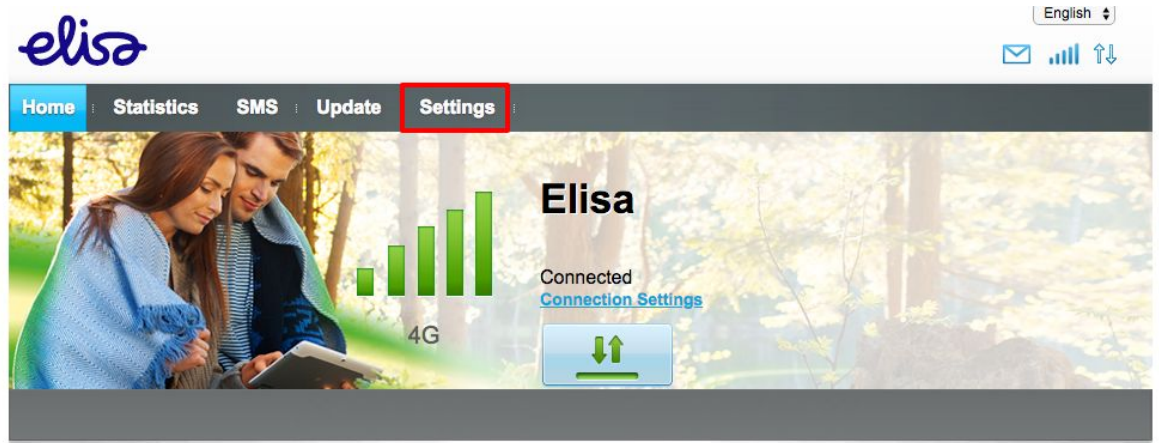 English
elisa
Home Statistics SMS Update Settings
Elisa
Connected
Connection Settings
4G